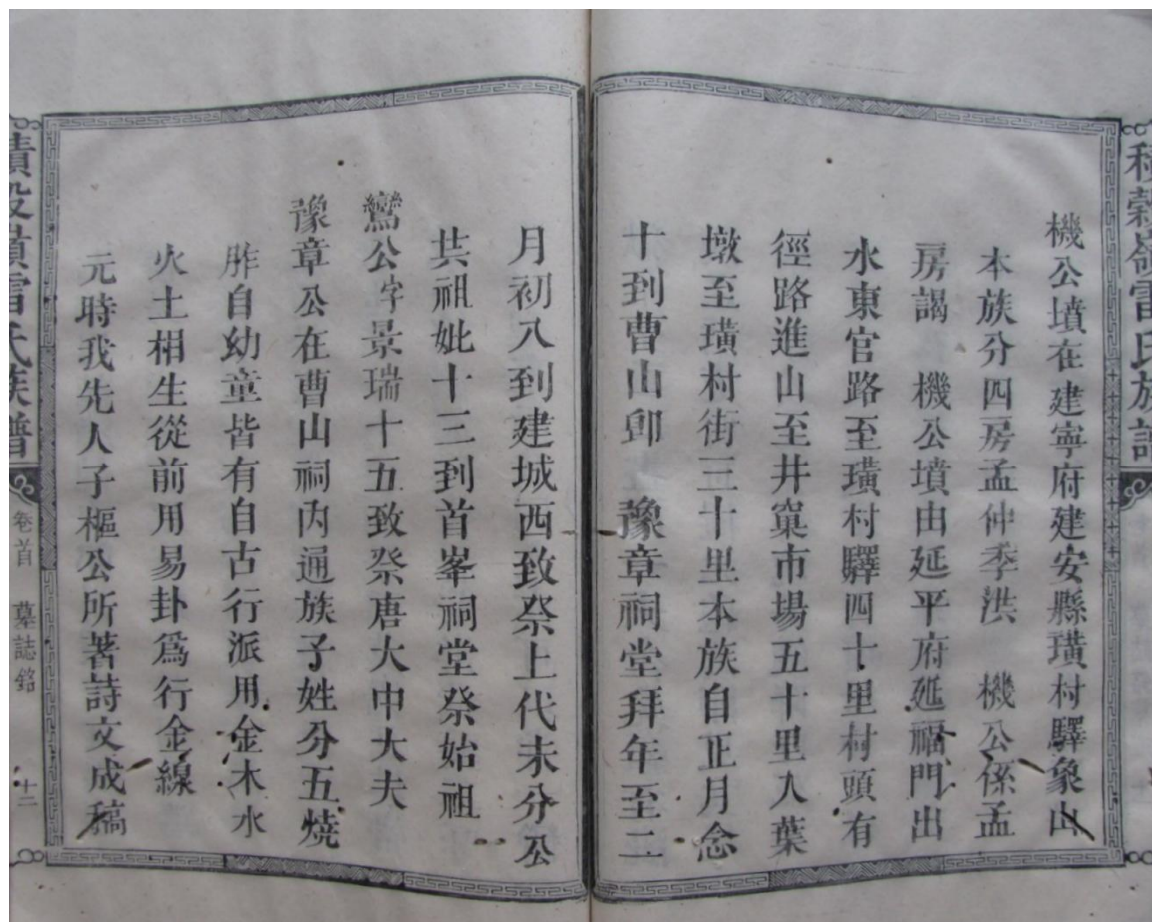 積穀嶺雷氏族譜
機公墳在建寧府建安縣璜村驛象山
本族分四房孟仲季洪　機公係孟
房謁　機公墳由延平府延福門出
水東官路至璜村驛四十里村頭有
徑路進山至井窠市場五十里入葉
墩至璜村街三十里本族自正月念
十到曹山卽　豫章祠堂拜年至二
月初八到建城西致祭上代未分公
共祖妣十三到首峯祠堂祭始祖
鸞公字景瑞十五致祭唐大中大夫
豫章公在曹山祠內通族子姓分五燒
胙自幼童皆有自古行派用金木水
火土相生從前用易卦爲行金線
元時我先人子樞公所著詩文成稿
積穀嶺雷氏族譜
卷首　墓誌銘　十二